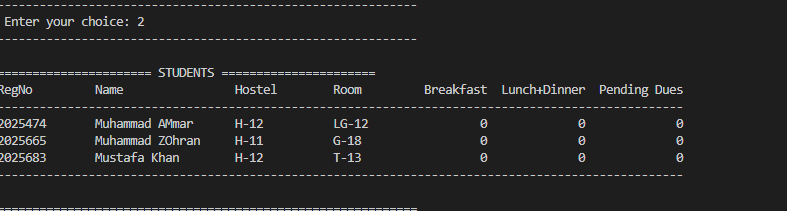 -----------------------------------------------------------
Enter your choice: 2
-----------------------------------------------------------
====================== STUDENTS ======================
RegNo Name Hostel Room Breakfast Lunch+Dinner Pending Dues
--------------------------------------------------------------------------------------------------
2025474 Muhammad AMmar H-12 LG-12 0 0 0
2025665 Muhammad ZOhran H-11 G-18 0 0 0
2025683 Mustafa Khan H-12 T-13 0 0 0
--------------------------------------------------------------------------------------------------
===========================================================